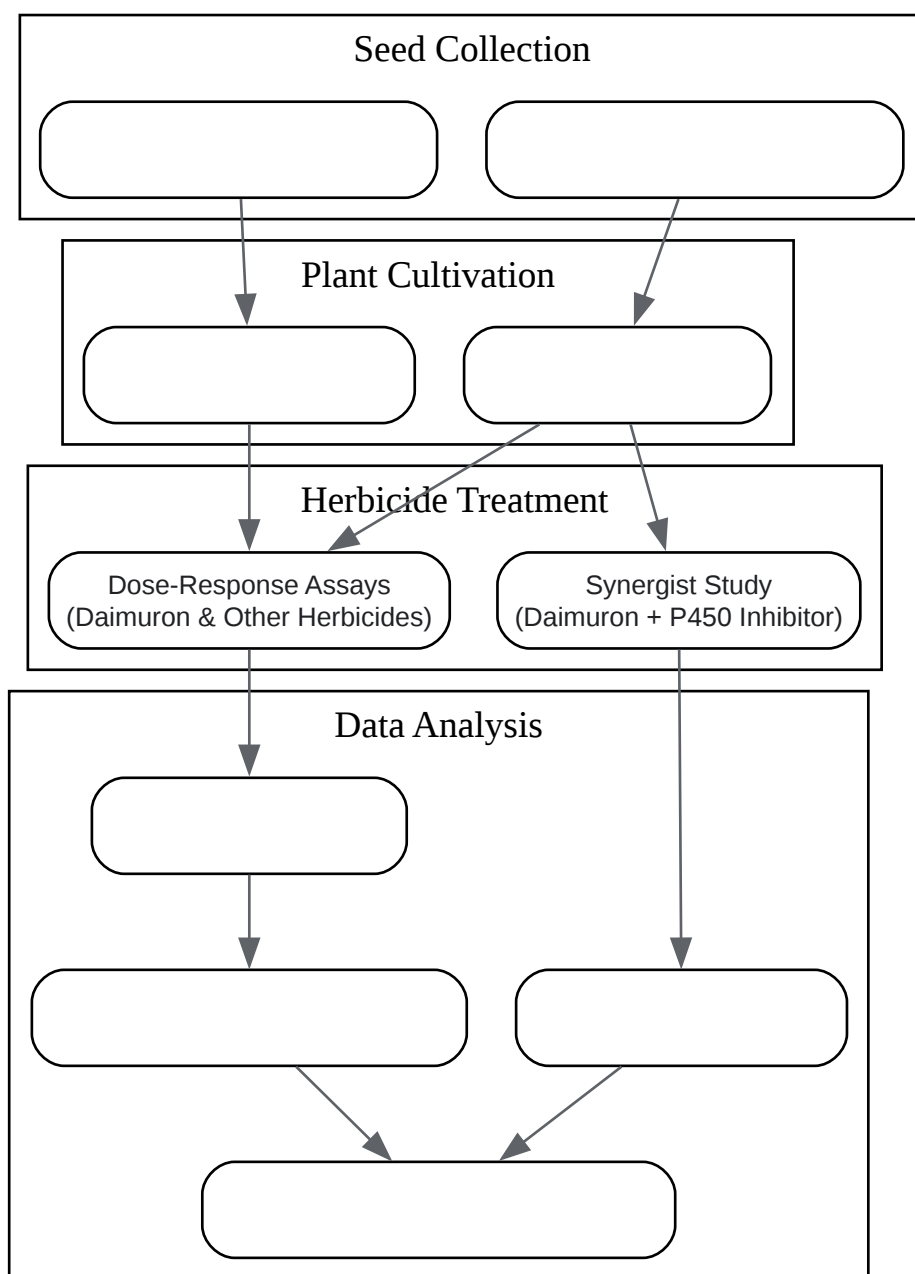 Seed Collection
Plant Cultivation
Herbicide Treatment
Dose-Response Assays
(Daimuron & Other Herbicides)
Synergist Study
(Daimuron + P450 Inhibitor)
Data Analysis